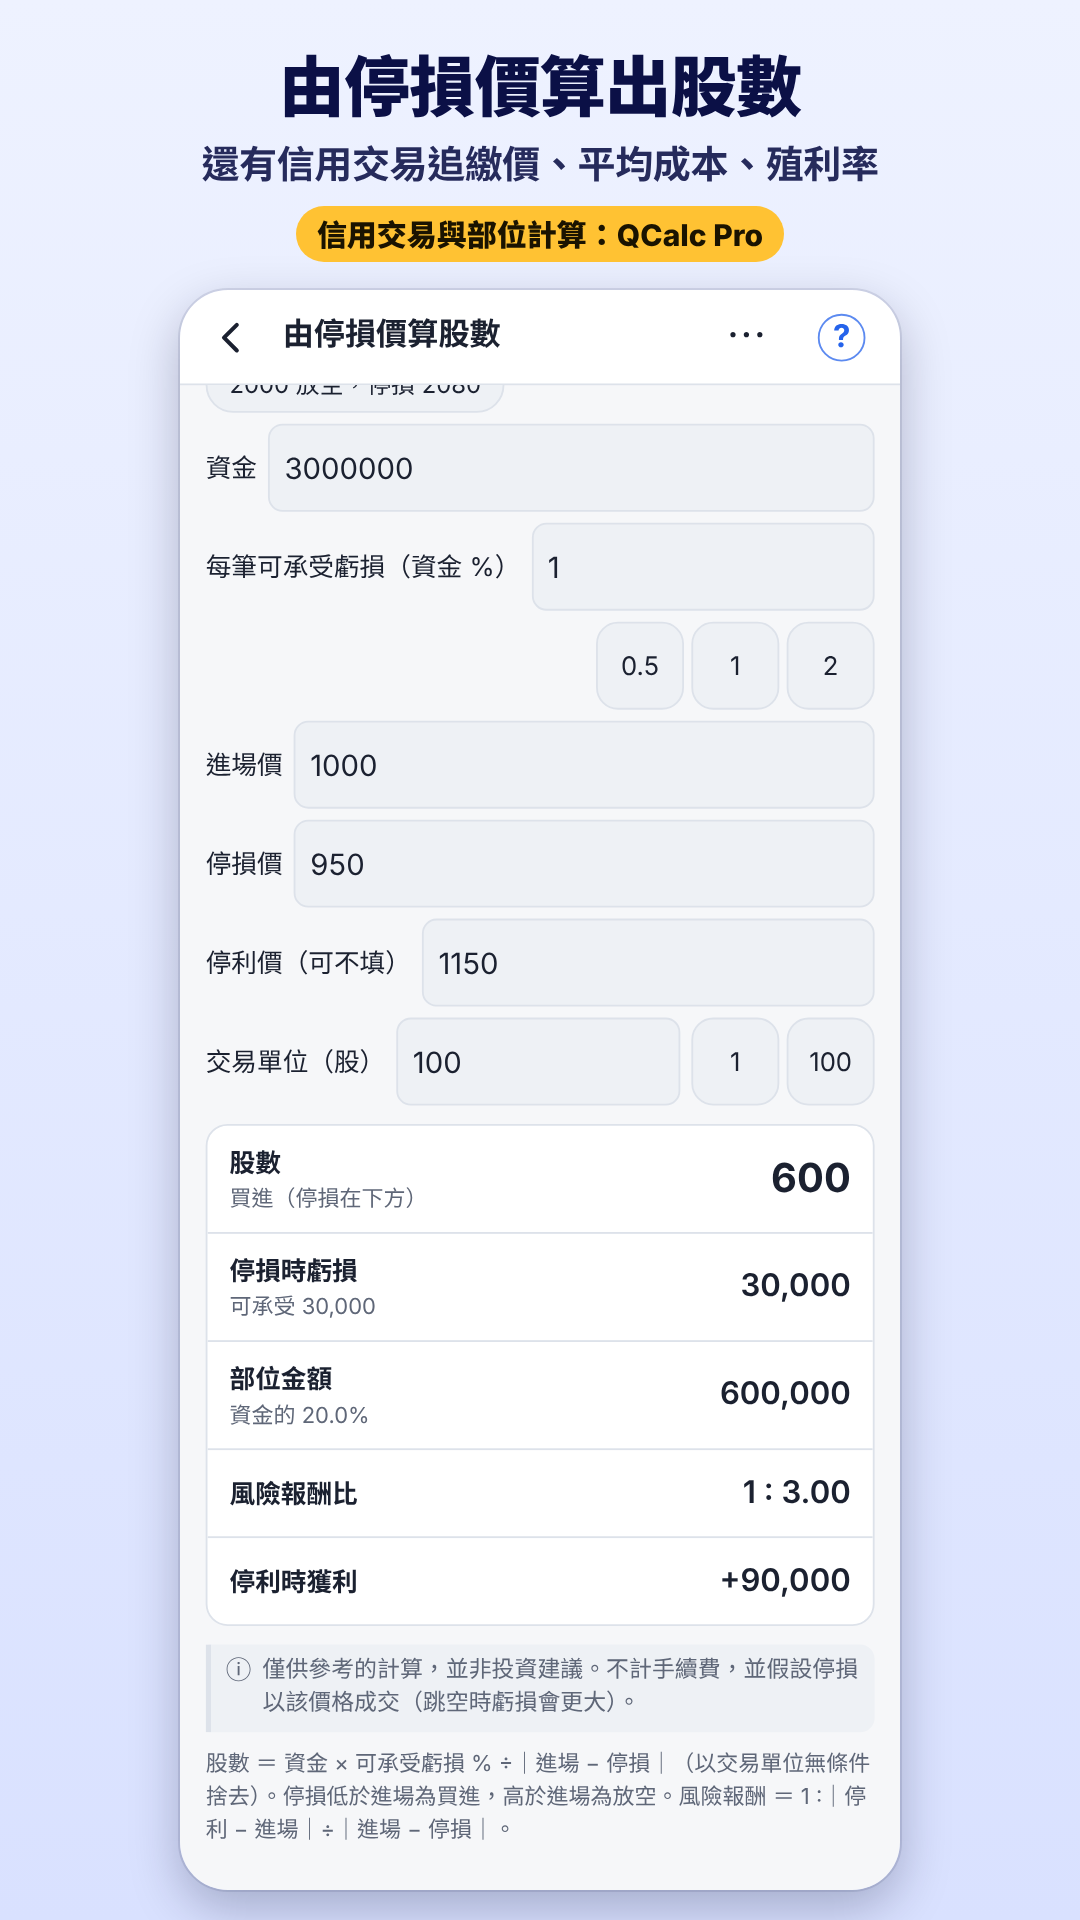 由停損價算出股數
還有信用交易追繳價、平均成本、殖利率
信用交易與部位計算：QCalc Pro
由停損價算股數
?
2000 放空，停損 2080
資金
3000000
每筆可承受虧損（資金 %）
1
0.5
1
2
進場價
1000
停損價
950
停利價（可不填）
1150
交易單位（股）
100
1
100
股數
600
買進（停損在下方）
停損時虧損
30,000
可承受 30,000
部位金額
600,000
資金的 20.0%
風險報酬比
1 : 3.00
停利時獲利
+90,000
ⓘ 僅供參考的計算，並非投資建議。不計手續費，並假設停損
以該價格成交（跳空時虧損會更大）。
股數 ＝ 資金 × 可承受虧損 % ÷｜進場 − 停損｜（以交易單位無條件
捨去）。停損低於進場為買進，高於進場為放空。風險報酬 ＝ 1 :｜停
利 − 進場｜÷｜進場 − 停損｜。